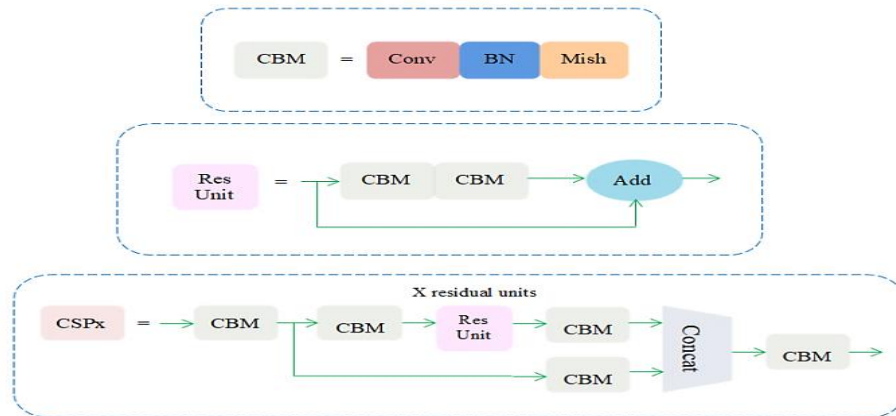 CBM = Conv BN Mish
Res Unit = CBM CBM Add
X residual units
CSPx = CBM CBM Res Unit CBM Concat CBM
CBM